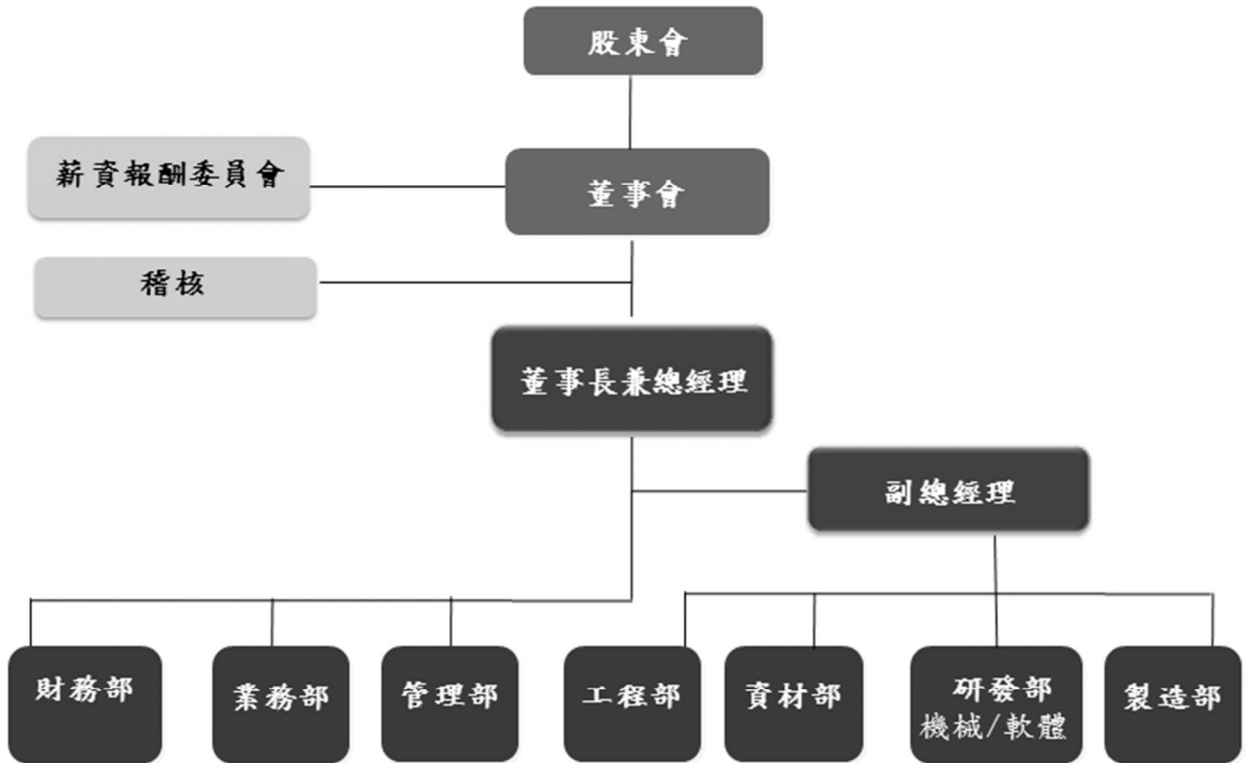 股東會
薪資報酬委員會
董事會
稽核
董事長兼總經理
副總經理
財務部
業務部
管理部
工程部
資材部
研發部
機械/軟體
製造部